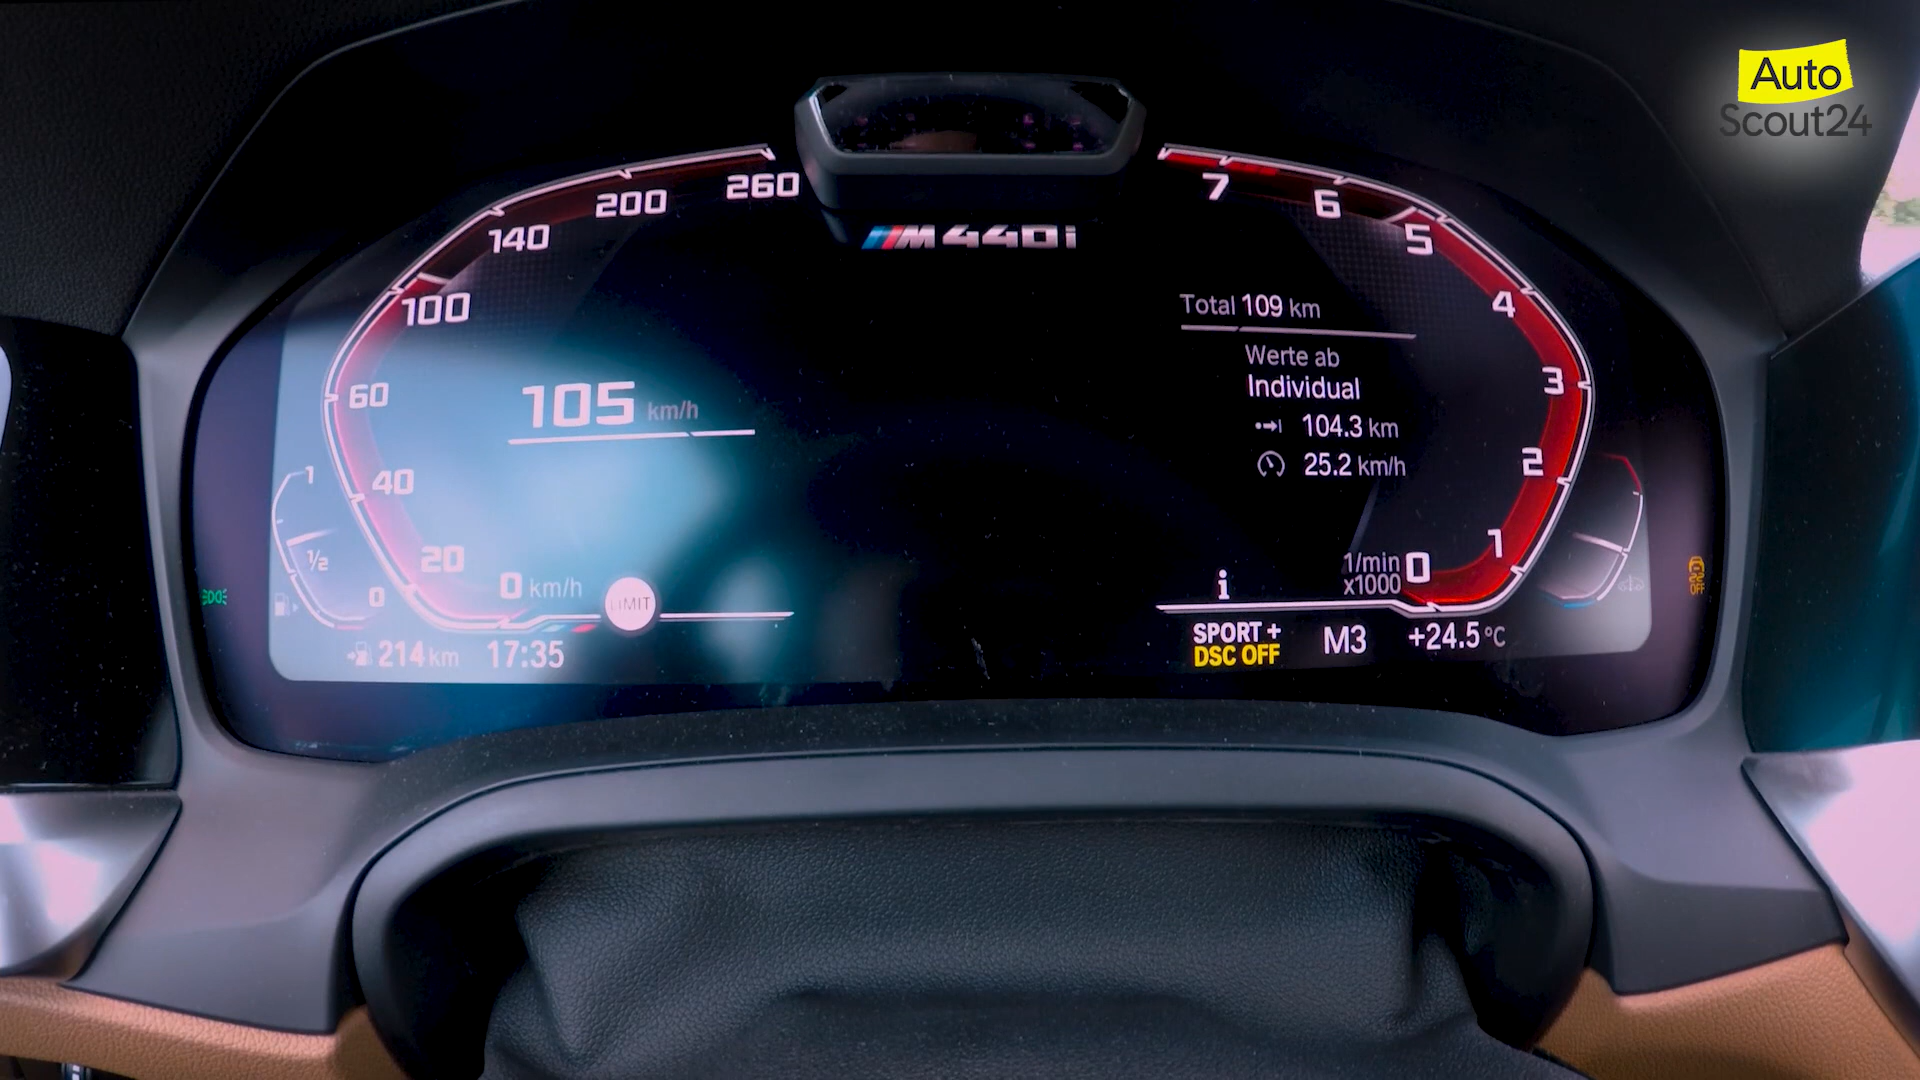 Auto
Scout24
M440i
260
200
140
100
60
40
20
0 km/h
105 km/h
LIMIT
1
1/2
0
214 km
17:35
7
6
5
4
3
2
1
0
1/min
x1000
Total 109 km
Werte ab
Individual
104.3 km
25.2 km/h
i
SPORT +
DSC OFF
M3
+24.5 °C
OFF